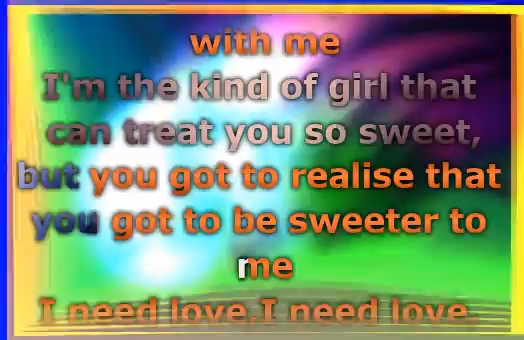 with me
I'm the kind of girl that
can treat you so sweet,
but you got to realise that
you got to be sweeter to
me
I need love,I need love,